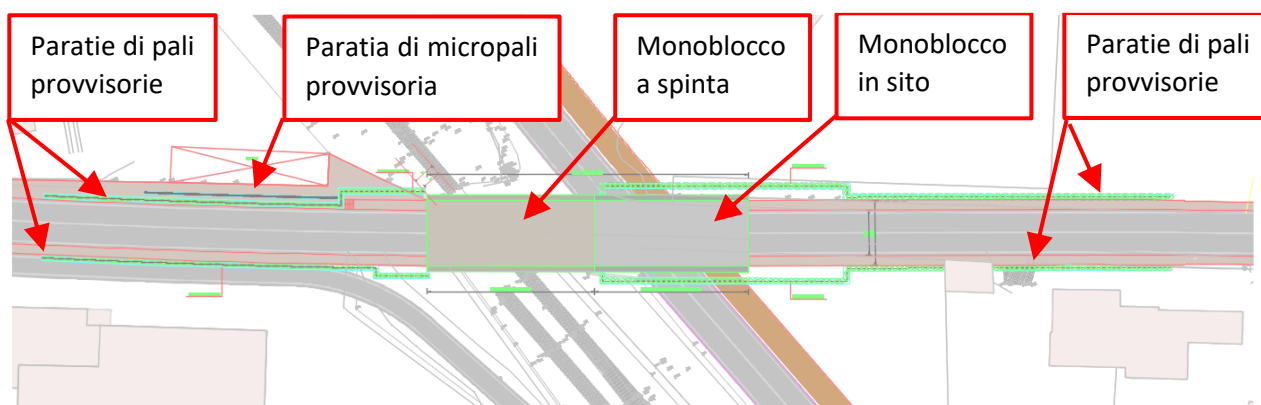 Paratie di pali
provvisorie
Paratia di micropali
provvisoria
Monoblocco
a spinta
Monoblocco
in sito
Paratie di pali
provvisorie